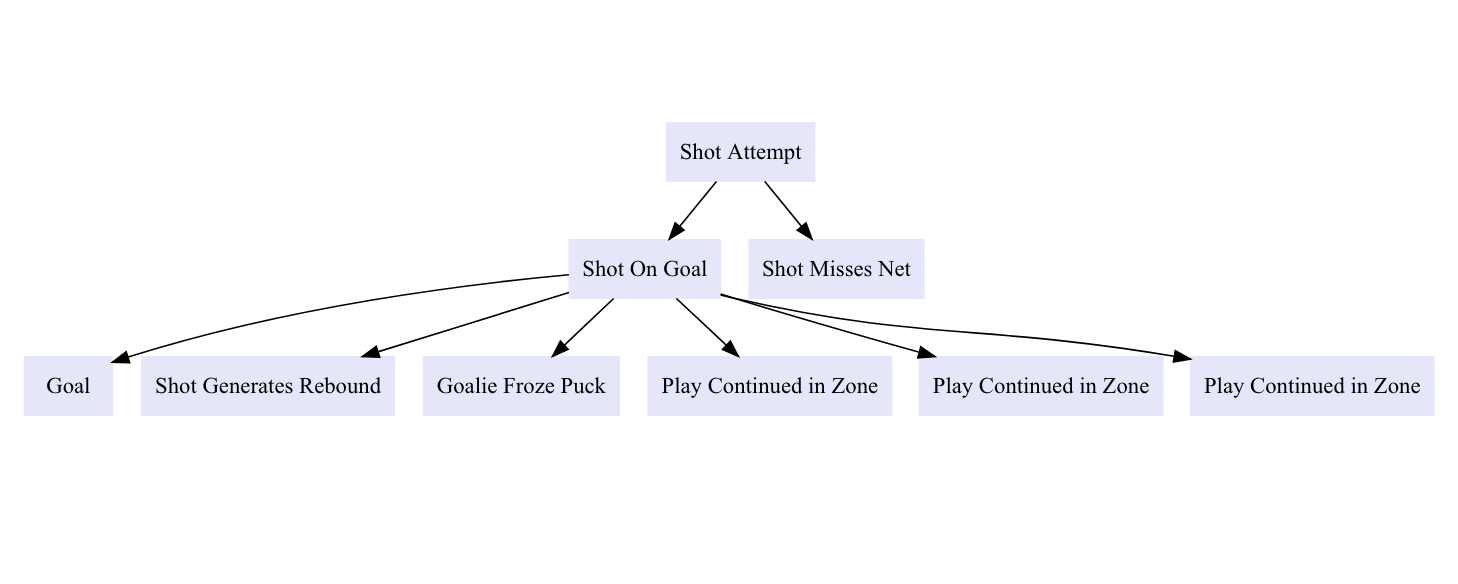 Shot Attempt
Shot On Goal
Shot Misses Net
Goal
Shot Generates Rebound
Goalie Froze Puck
Play Continued in Zone
Play Continued in Zone
Play Continued in Zone